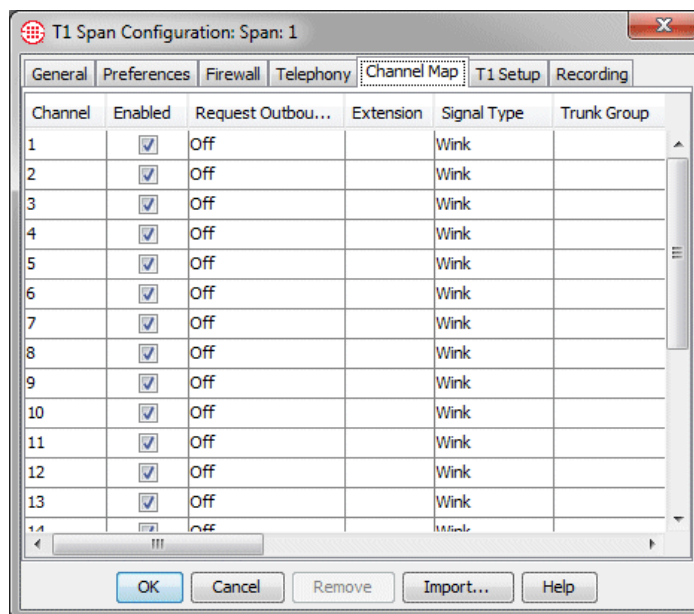 T1 Span Configuration: Span: 1
General Preferences Firewall Telephony Channel Map T1 Setup Recording
Channel Enabled Request Outbou... Extension Signal Type Trunk Group
1 Off Wink
2 Off Wink
3 Off Wink
4 Off Wink
5 Off Wink
6 Off Wink
7 Off Wink
8 Off Wink
9 Off Wink
10 Off Wink
11 Off Wink
12 Off Wink
13 Off Wink
14 Off Wink
OK Cancel Remove Import... Help